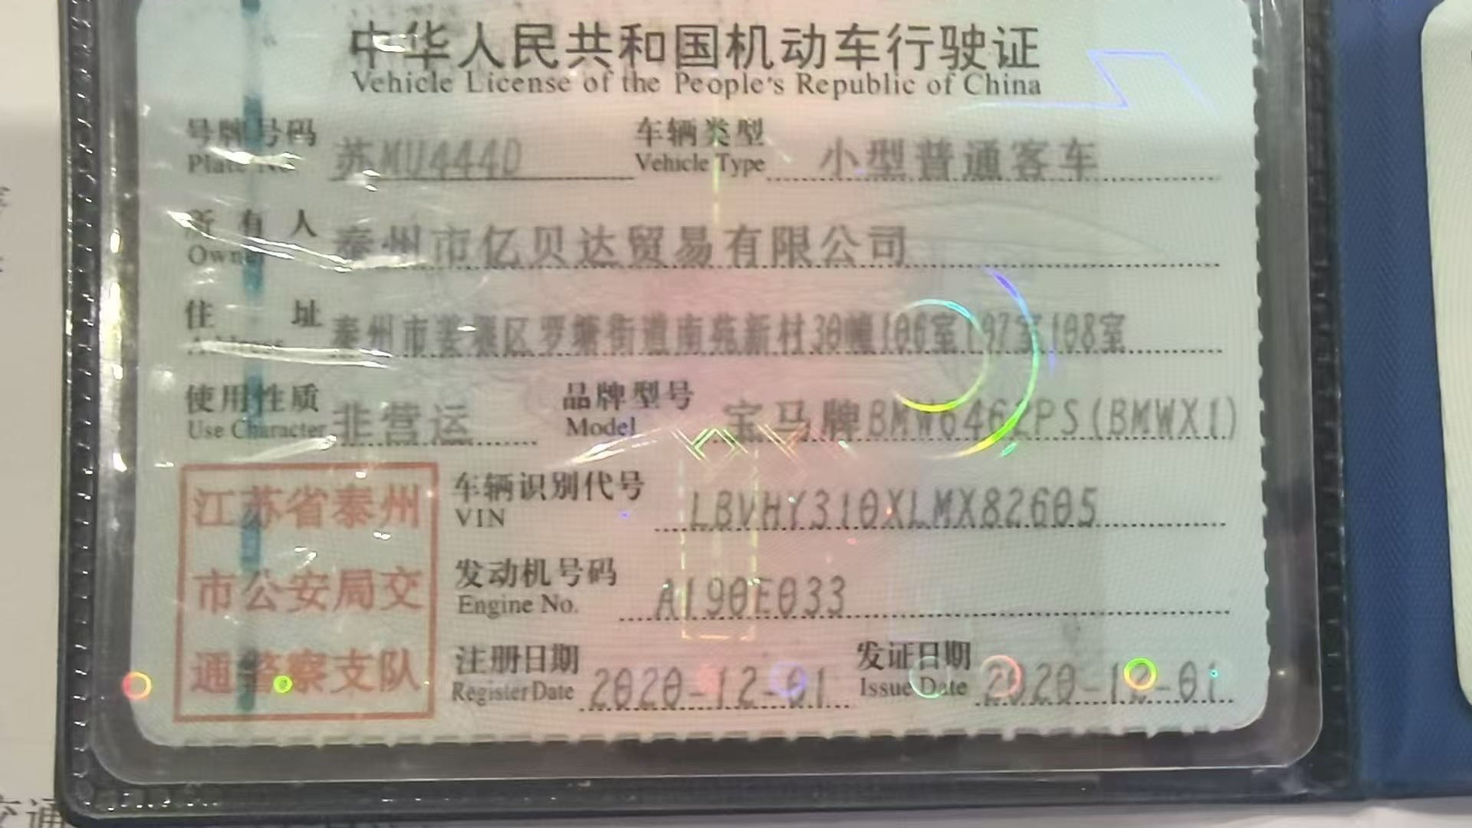 中华人民共和国机动车行驶证
Vehicle License of the People's Republic of China
号牌号码 苏MU444D 车辆类型 小型普通客车
Plate No. Vehicle Type
所有人 泰州市亿贝达贸易有限公司
Owner
住址 泰州市姜堰区罗塘街道南苑新村30幢106室107室108室
Address
使用性质 非营运 品牌型号 宝马牌BMW6462PS(BMWX1)
Use Character Model
江苏省泰州
市公安局交
通警察支队
车辆识别代号 LBVHY310XLMX82605
VIN
发动机号码 A190E033
Engine No.
注册日期 2020-12-01 发证日期 2020-12-01
Register Date Issue Date
交通